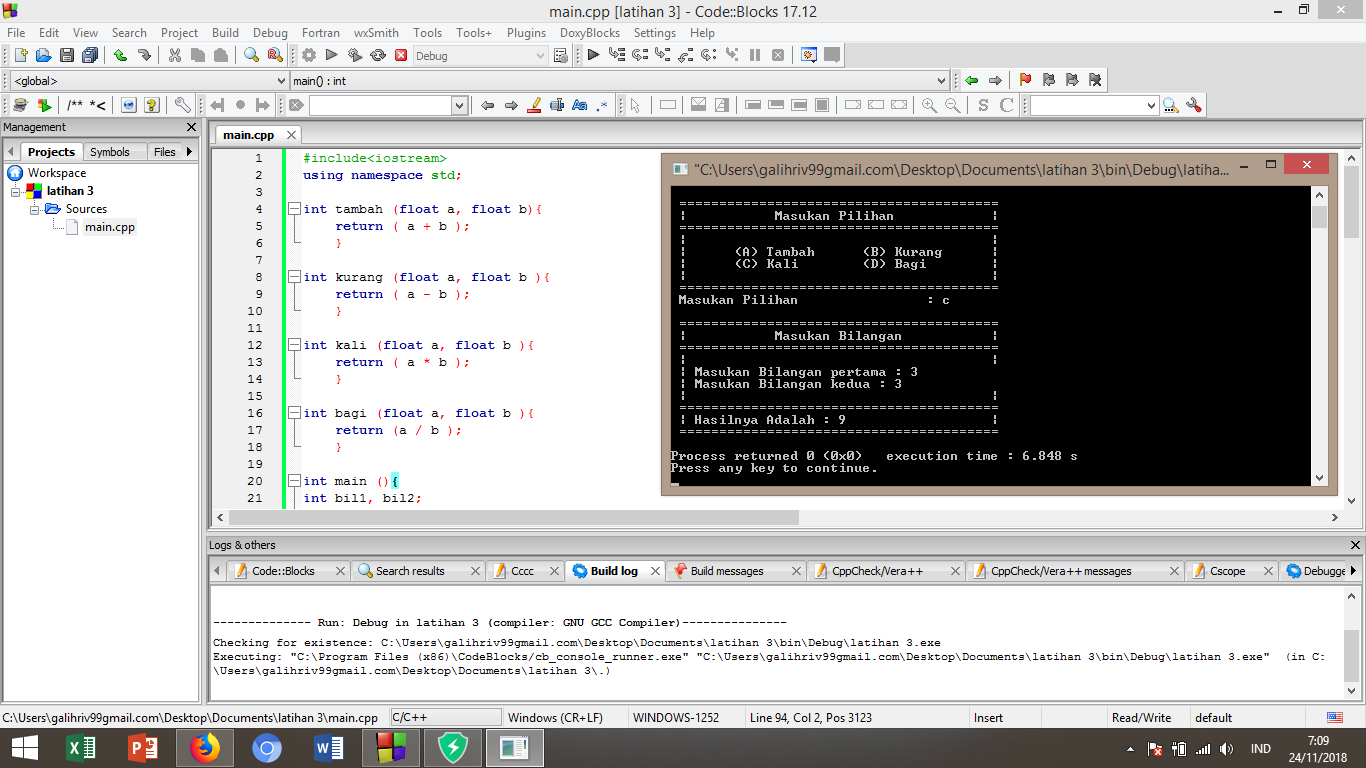 main.cpp [latihan 3] - Code::Blocks 17.12
File Edit View Search Project Build Debug Fortran wxSmith Tools Tools+ Plugins DoxyBlocks Settings Help
Debug
<global> main() : int
/** *< Aa .* S C
Management
Projects Symbols Files
Workspace
latihan 3
Sources
main.cpp
main.cpp
1 #include<iostream>
2 using namespace std;
3
4 int tambah (float a, float b){
5 return ( a + b );
6 }
7
8 int kurang (float a, float b ){
9 return ( a - b );
10 }
11
12 int kali (float a, float b ){
13 return ( a * b );
14 }
15
16 int bagi (float a, float b ){
17 return (a / b );
18 }
19
20 int main (){
21 int bil1, bil2;
"C:\Users\galihriv99gmail.com\Desktop\Documents\latihan 3\bin\Debug\latiha...
========================================
¦ Masukan Pilihan ¦
========================================
¦ ¦
¦ (A) Tambah (B) Kurang ¦
¦ (C) Kali (D) Bagi ¦
¦ ¦
========================================
Masukan Pilihan : c
========================================
¦ Masukan Bilangan ¦
========================================
¦ ¦
¦ Masukan Bilangan pertama : 3
¦ Masukan Bilangan kedua : 3
¦ ¦
========================================
¦ Hasilnya Adalah : 9 ¦
========================================
Process returned 0 (0x0) execution time : 6.848 s
Press any key to continue.
Logs & others
Code::Blocks Search results Cccc Build log Build messages CppCheck/Vera++ CppCheck/Vera++ messages Cscope Debugge
-------------- Run: Debug in latihan 3 (compiler: GNU GCC Compiler)---------------
Checking for existence: C:\Users\galihriv99gmail.com\Desktop\Documents\latihan 3\bin\Debug\latihan 3.exe
Executing: "C:\Program Files (x86)\CodeBlocks/cb_console_runner.exe" "C:\Users\galihriv99gmail.com\Desktop\Documents\latihan 3\bin\Debug\latihan 3.exe" (in C:
\Users\galihriv99gmail.com\Desktop\Documents\latihan 3\.)
C:\Users\galihriv99gmail.com\Desktop\Documents\latihan 3\main.cpp C/C++ Windows (CR+LF) WINDOWS-1252 Line 94, Col 2, Pos 3123 Insert Read/Write default
IND
7:09
24/11/2018